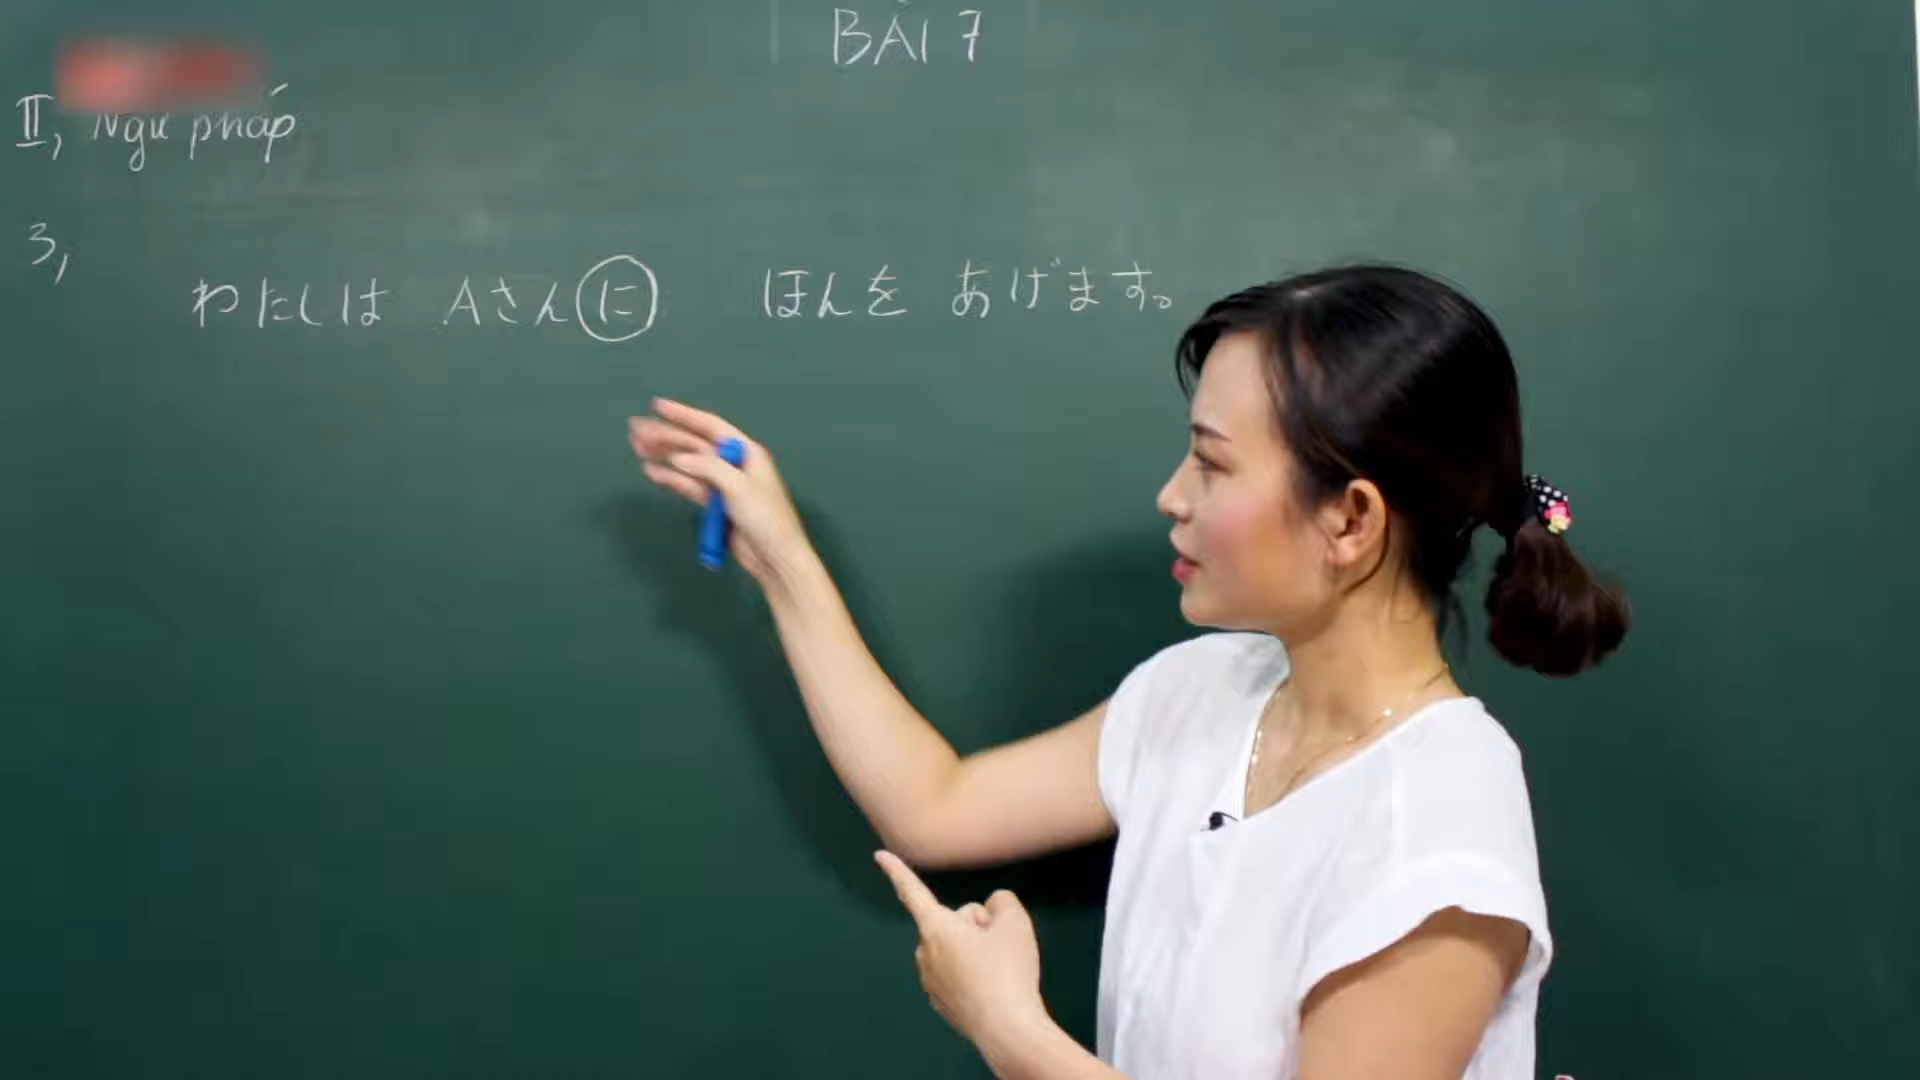 BÀI 7
II, Ngữ pháp
3,
わたしは Aさんに ほんを あげます。